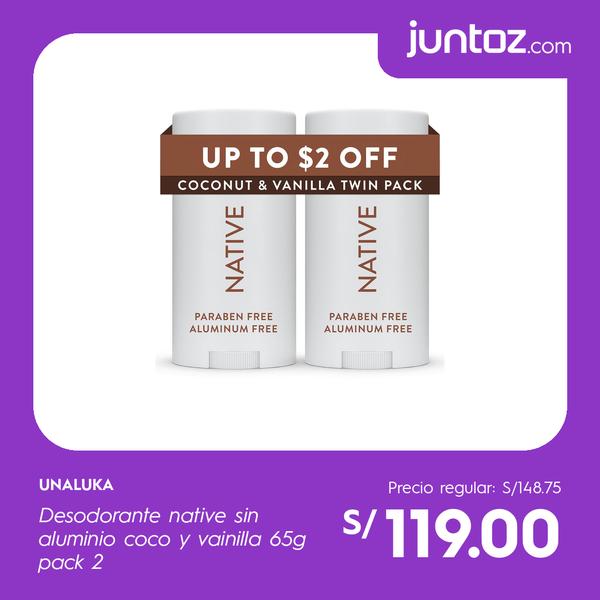 juntoz.com
UP TO $2 OFF
COCONUT & VANILLA TWIN PACK
NATIVE
NATIVE
PARABEN FREE
ALUMINUM FREE
PARABEN FREE
ALUMINUM FREE
UNALUKA
Desodorante native sin
aluminio coco y vainilla 65g
pack 2
Precio regular: S/148.75
S/119.00